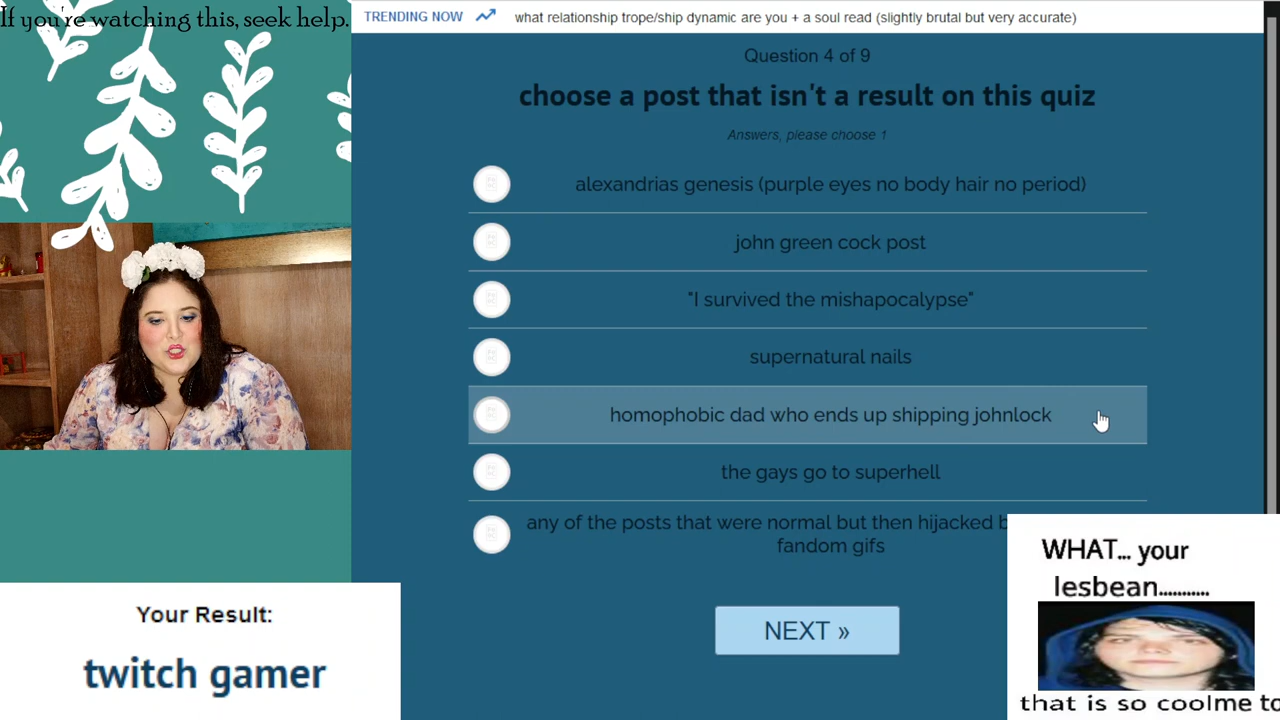 If you're watching this, seek help.
TRENDING NOW
what relationship trope/ship dynamic are you + a soul read (slightly brutal but very accurate)
Question 4 of 9
choose a post that isn't a result on this quiz
Answers, please choose 1
alexandrias genesis (purple eyes no body hair no period)
john green cock post
"I survived the mishapocalypse"
supernatural nails
homophobic dad who ends up shipping johnlock
the gays go to superhell
any of the posts that were normal but then hijacked
fandom gifs
NEXT »
Your Result:
twitch gamer
WHAT... your
lesbean...........
that is so coolme to